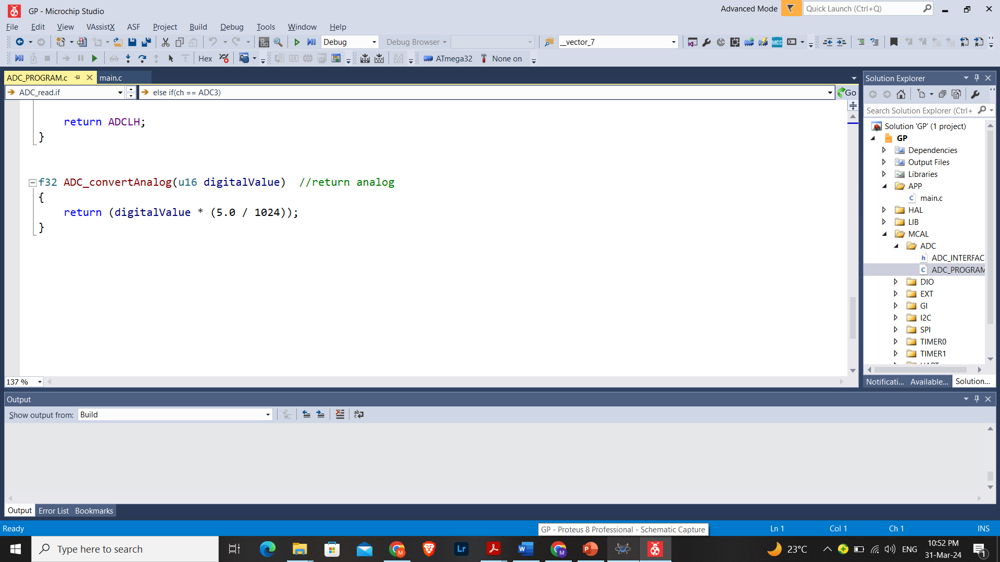 GP - Microchip Studio
Advanced Mode
Quick Launch (Ctrl+Q)
File Edit View VAssistX ASF Project Build Debug Tools Window Help
Debug
Debug Browser
__vector_7
MCC
Hex
ATmega32
None on
ADC_PROGRAM.c
main.c
ADC_read.if
else if(ch == ADC3)
Go
return ADCLH;
}
f32 ADC_convertAnalog(u16 digitalValue) //return analog
{
return (digitalValue * (5.0 / 1024));
}
137 %
Solution Explorer
Search Solution Explorer (Ctrl+
Solution 'GP' (1 project)
GP
Dependencies
Output Files
Libraries
APP
main.c
HAL
LIB
MCAL
ADC
ADC_INTERFAC
ADC_PROGRAM
DIO
EXT
GI
I2C
SPI
TIMER0
TIMER1
Notificati... Available... Solution...
Output
Show output from: Build
Output Error List Bookmarks
Ready
GP - Proteus 8 Professional - Schematic Capture
Ln 1 Col 1 Ch 1 INS
Type here to search
Lr
23°C
ENG
10:52 PM
31-Mar-24
1